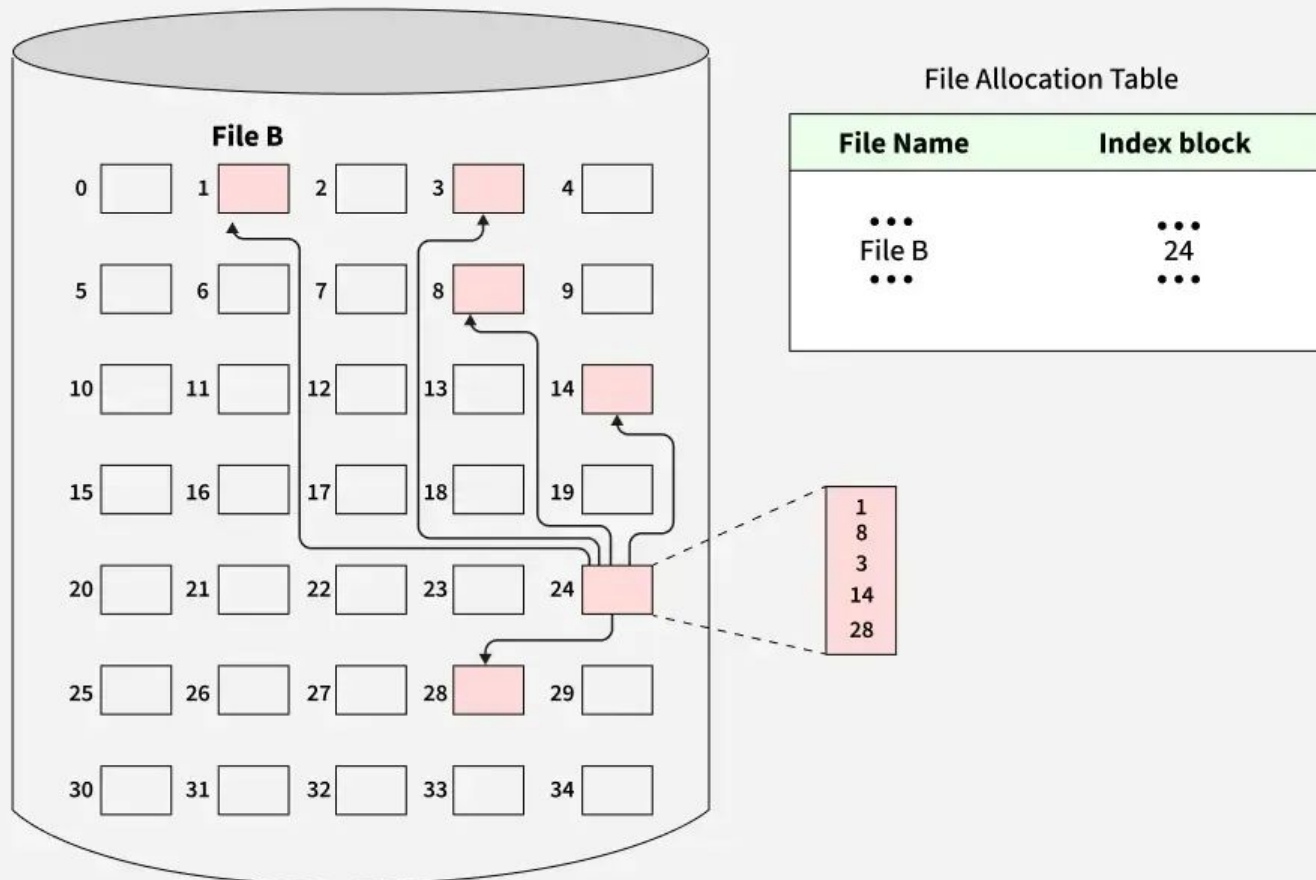 File B
0 1 2 3 4
5 6 7 8 9
10 11 12 13 14
15 16 17 18 19
20 21 22 23 24
25 26 27 28 29
30 31 32 33 34
File Allocation Table
File Name Index block
••• •••
File B 24
••• •••
1
8
3
14
28